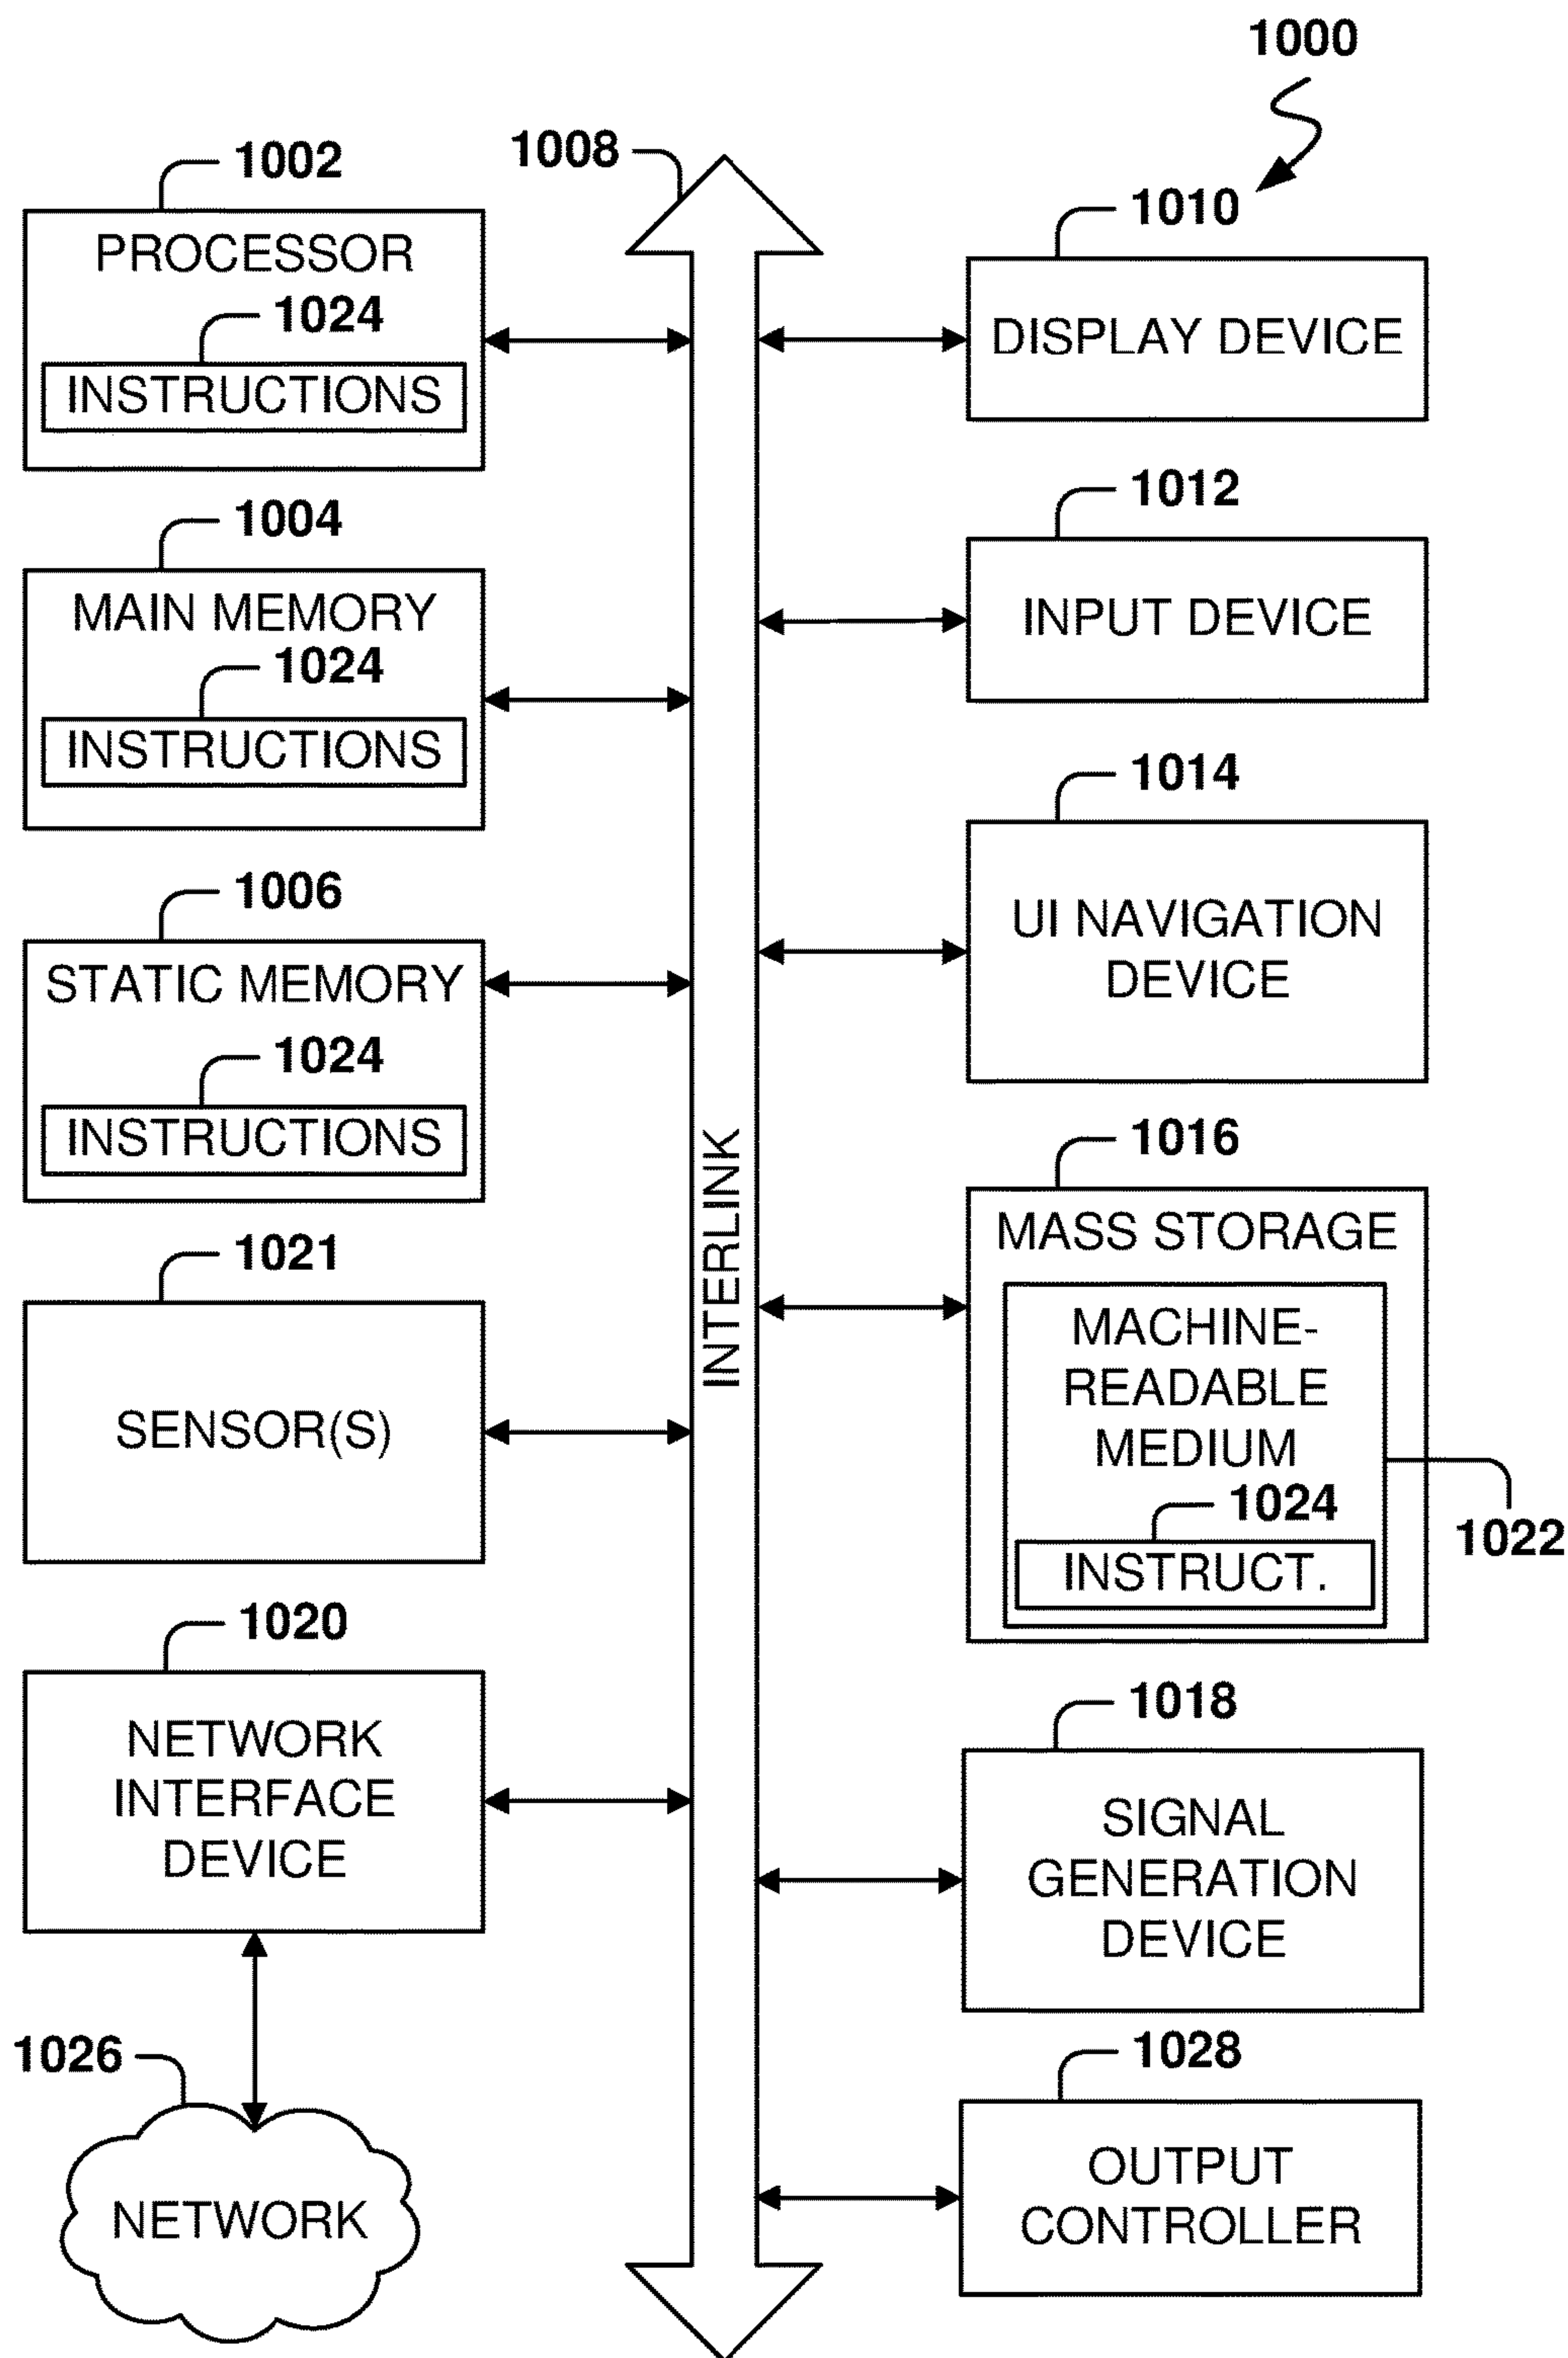 1000
1002
PROCESSOR
1024
INSTRUCTIONS
1004
MAIN MEMORY
1024
INSTRUCTIONS
1006
STATIC MEMORY
1024
INSTRUCTIONS
1021
SENSOR(S)
1020
NETWORK
INTERFACE
DEVICE
1026
NETWORK
1008
INTERLINK
1010
DISPLAY DEVICE
1012
INPUT DEVICE
1014
UI NAVIGATION
DEVICE
1016
MASS STORAGE
MACHINE-
READABLE
MEDIUM
1024
INSTRUCT.
1022
1018
SIGNAL
GENERATION
DEVICE
1028
OUTPUT
CONTROLLER